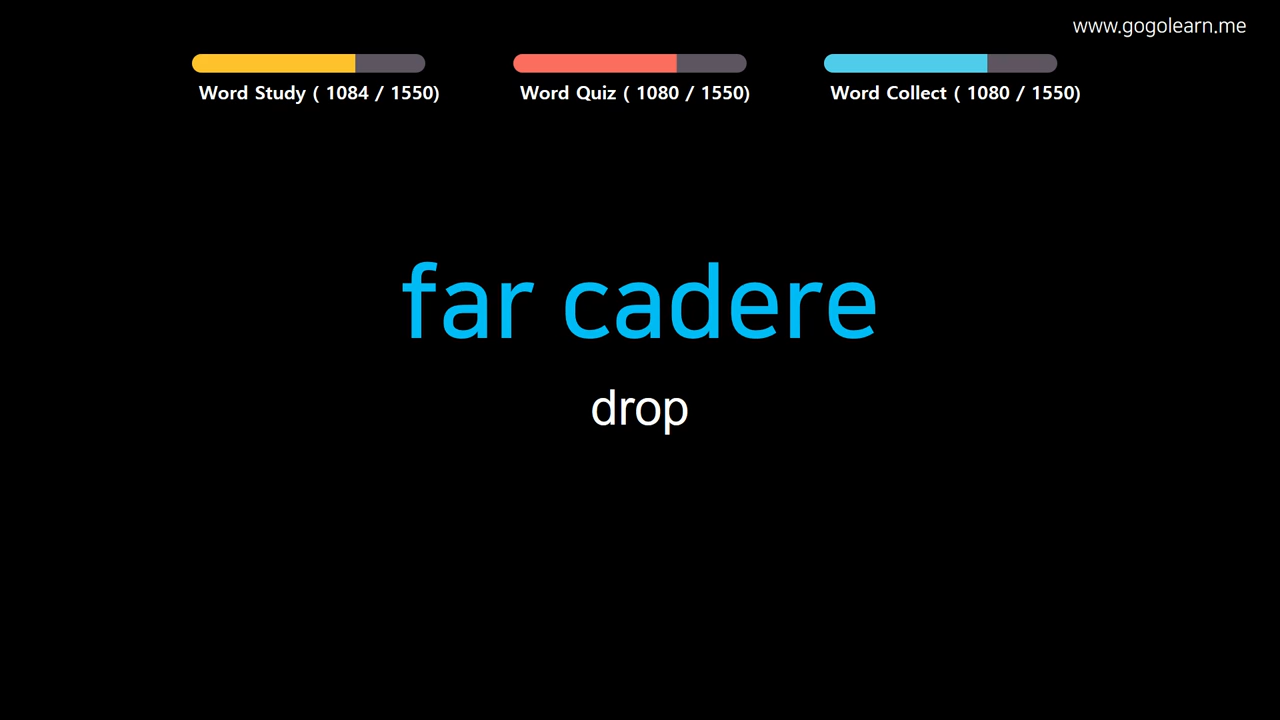 www.gogolearn.me
Word Study ( 1084 / 1550)
Word Quiz ( 1080 / 1550)
Word Collect ( 1080 / 1550)
far cadere
drop